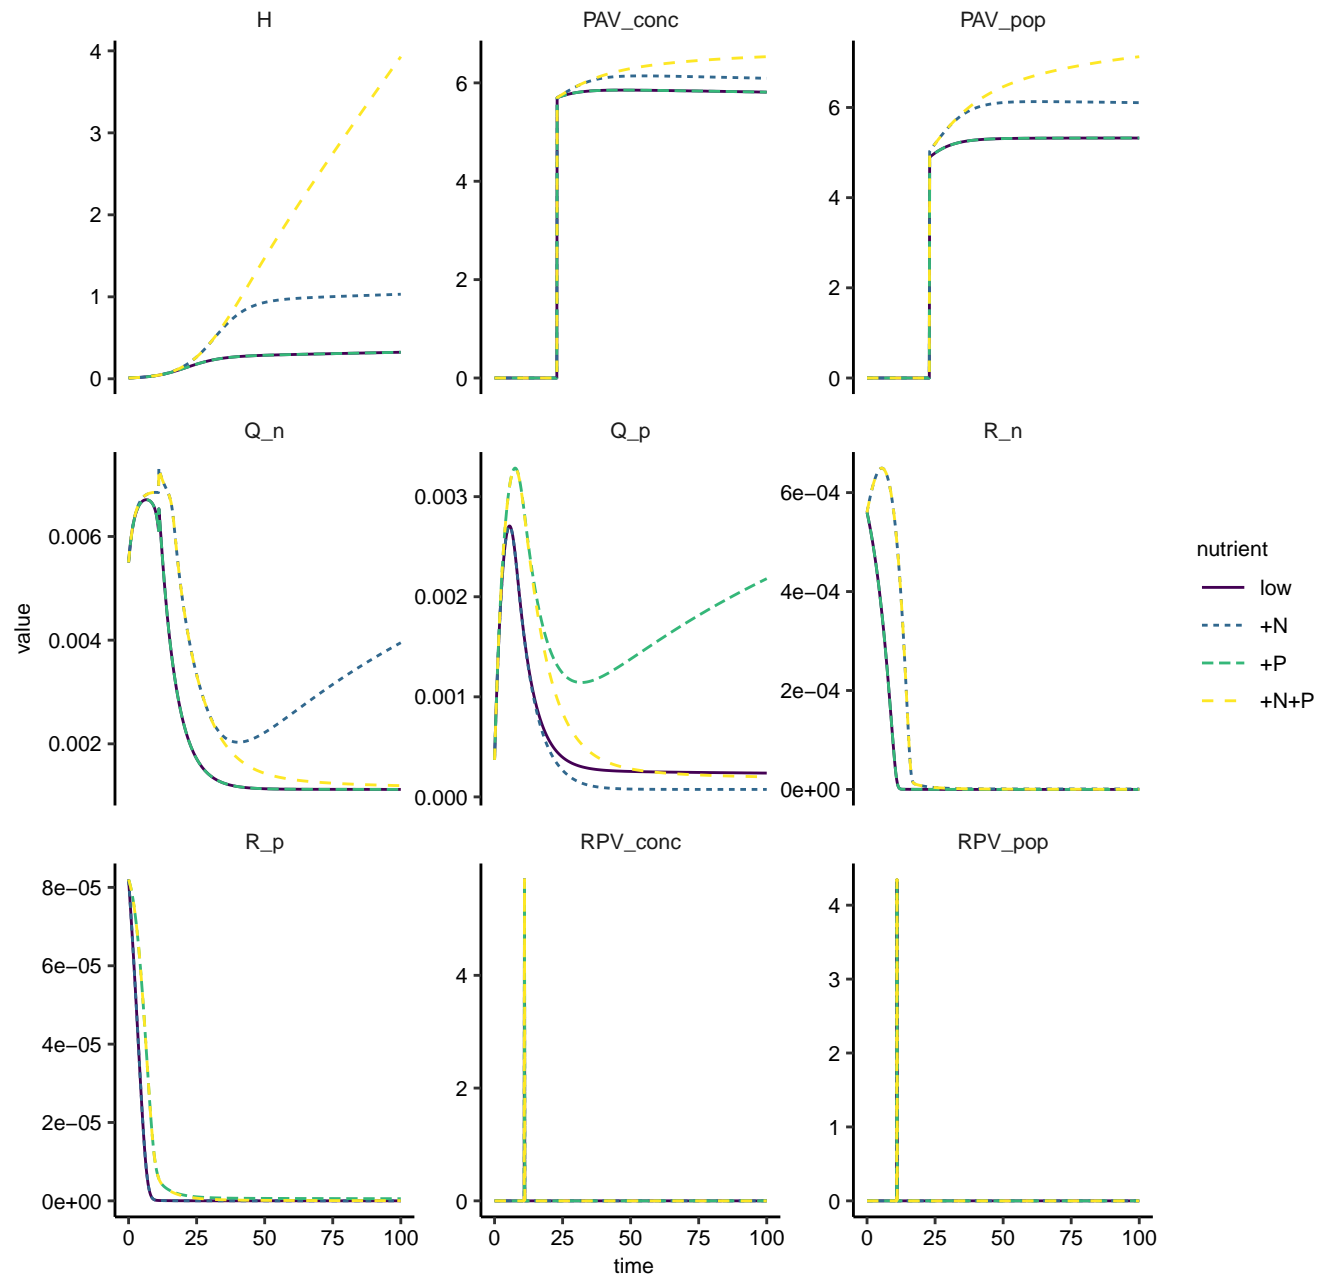 H
PAV_conc
PAV_pop
4
3
2
1
0
6
4
2
0
6
4
2
0
Q_n
Q_p
R_n
0.006
0.004
0.002
0.003
0.002
0.001
0.000
6e−04
4e−04
2e−04
0e+00
R_p
RPV_conc
RPV_pop
8e−05
6e−05
4e−05
2e−05
0e+00
4
2
0
4
3
2
1
0
0 25 50 75 100
0 25 50 75 100
0 25 50 75 100
time
value
nutrient
low
+N
+P
+N+P